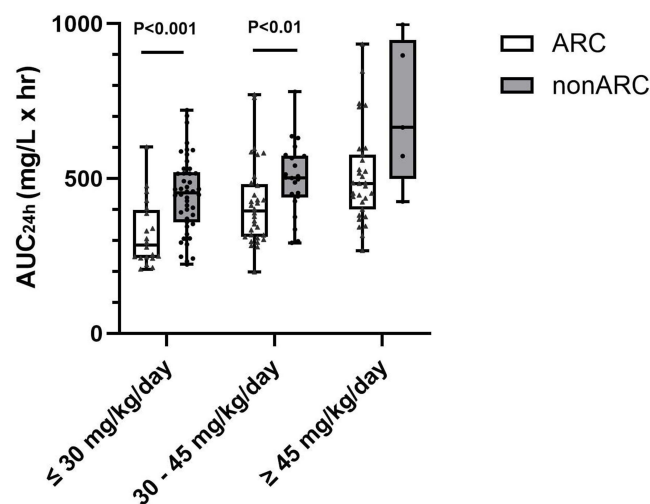 P<0.001
P<0.01
ARC
nonARC
AUC24h (mg/L x hr)
1000
500
0
≤ 30 mg/kg/day
30 - 45 mg/kg/day
≥ 45 mg/kg/day